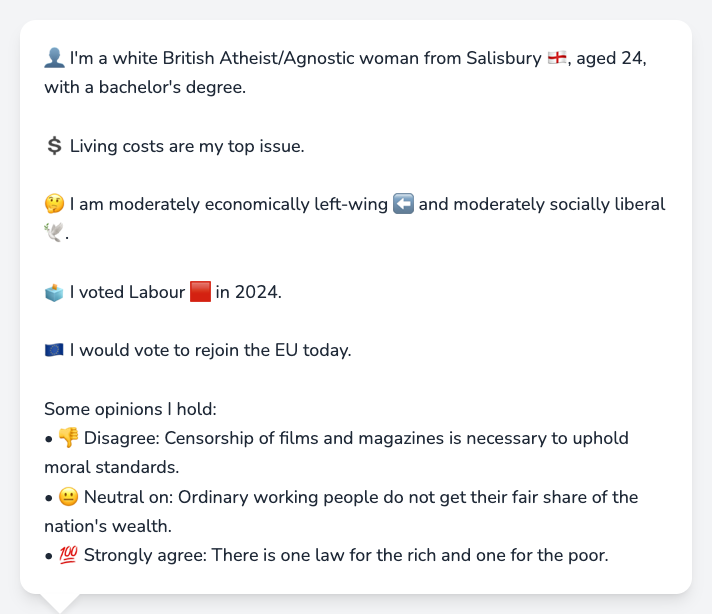 👤 I'm a white British Atheist/Agnostic woman from Salisbury 🏴󠁧󠁢󠁥󠁮󠁧󠁿, aged 24,
with a bachelor's degree.
💲 Living costs are my top issue.
🤔 I am moderately economically left-wing ⬅️ and moderately socially liberal
🕊️.
🗳️ I voted Labour 🟥 in 2024.
🇪🇺 I would vote to rejoin the EU today.
Some opinions I hold:
• 👎 Disagree: Censorship of films and magazines is necessary to uphold
moral standards.
• 😐 Neutral on: Ordinary working people do not get their fair share of the
nation's wealth.
• 💯 Strongly agree: There is one law for the rich and one for the poor.